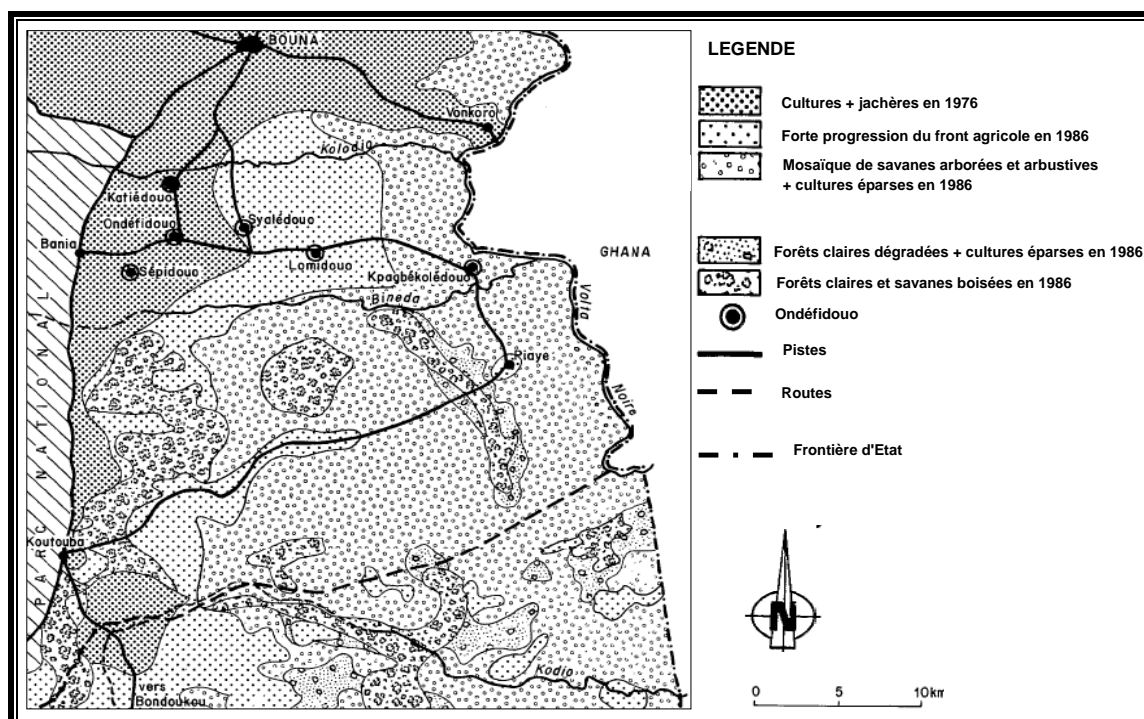 BOUNA
Vonkoro
Kolodio
Katiédouo
Ondéfidouo
Syalédouo
Bania
GHANA
Sépidouo
Lomidouo
Kpagbèkolédouo
Volta
Bineda
Piaye
Noire
PARC NATIONAL
Koutouba
Kodio
vers
Bondoukou
LEGENDE
Cultures + jachères en 1976
Forte progression du front agricole en 1986
Mosaïque de savanes arborées et arbustives
+ cultures éparses en 1986
Forêts claires dégradées + cultures éparses en 1986
Forêts claires et savanes boisées en 1986
Ondéfidouo
Pistes
Routes
Frontière d'Etat
N
0 5 10 km